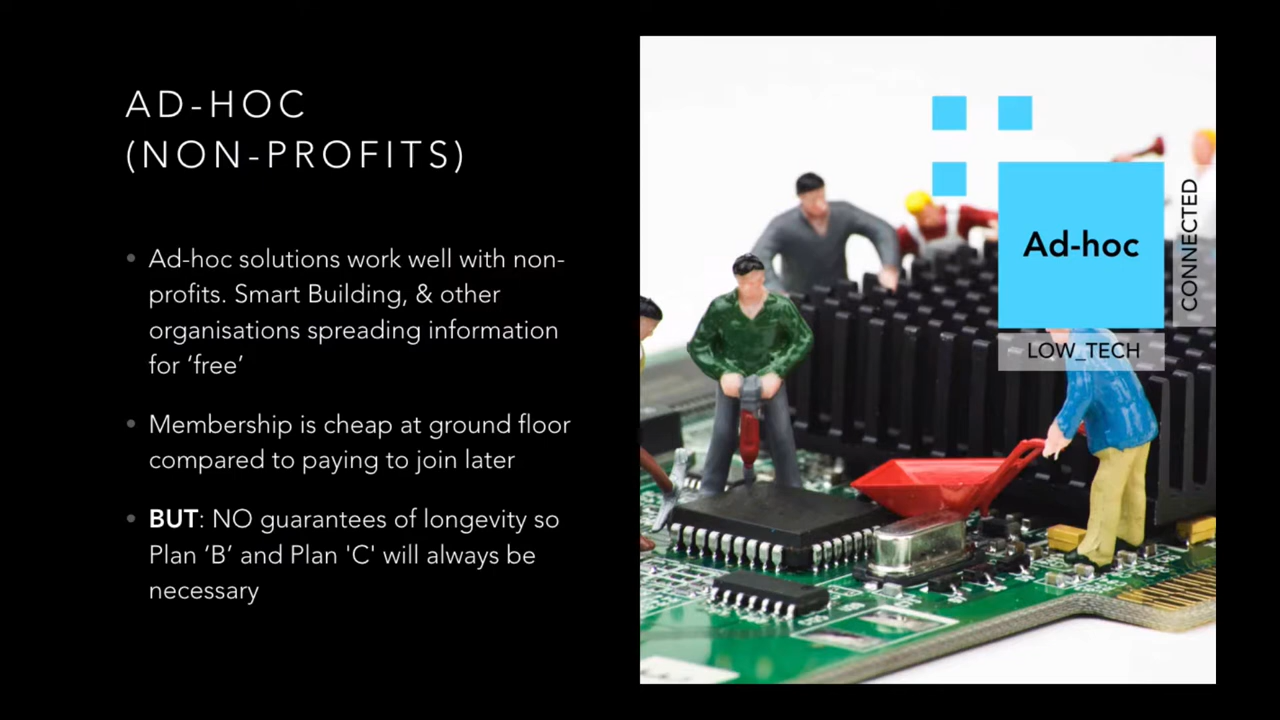 AD-HOC
(NON-PROFITS)
Ad-hoc solutions work well with non-
profits. Smart Building, & other
organisations spreading information
for ‘free’
Membership is cheap at ground floor
compared to paying to join later
BUT: NO guarantees of longevity so
Plan ‘B’ and Plan 'C' will always be
necessary
Ad-hoc
CONNECTED
LOW_TECH